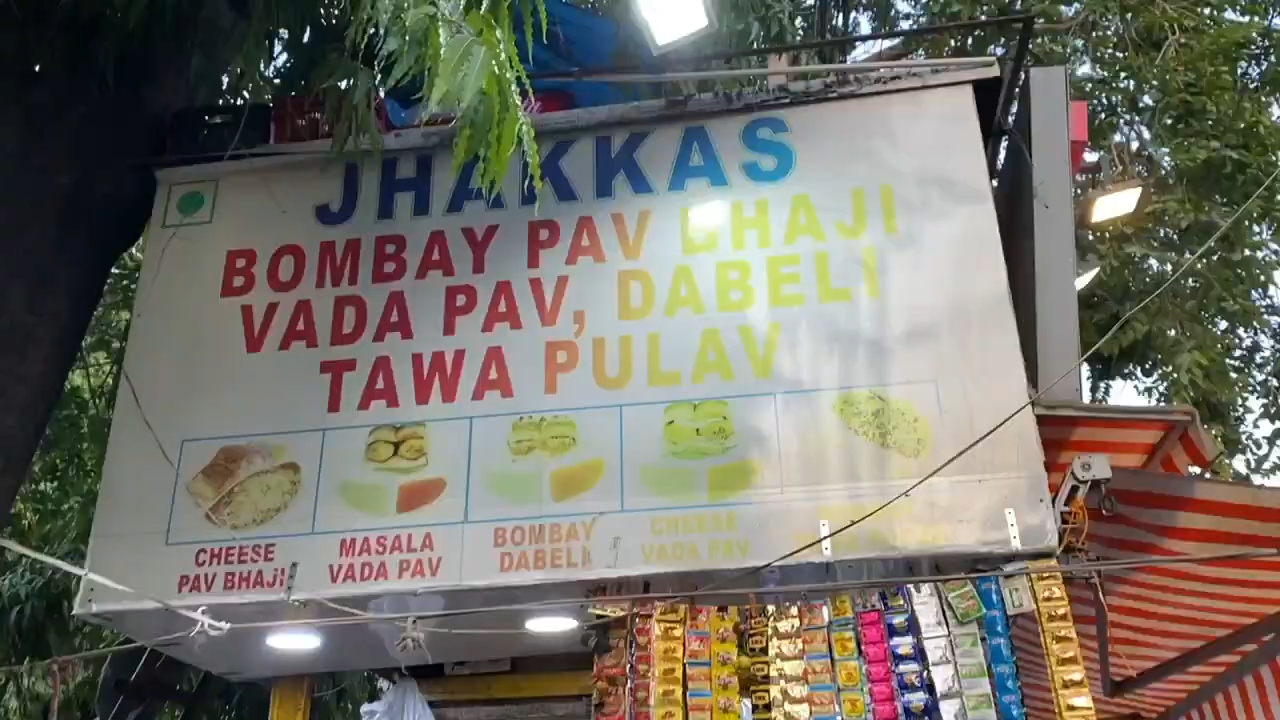 JHAKKAS
BOMBAY PAV BHAJI
VADA PAV, DABELI
TAWA PULAV
CHEESE
PAV BHAJI
MASALA
VADA PAV
BOMBAY
DABELI
CHEESE
VADA PAV